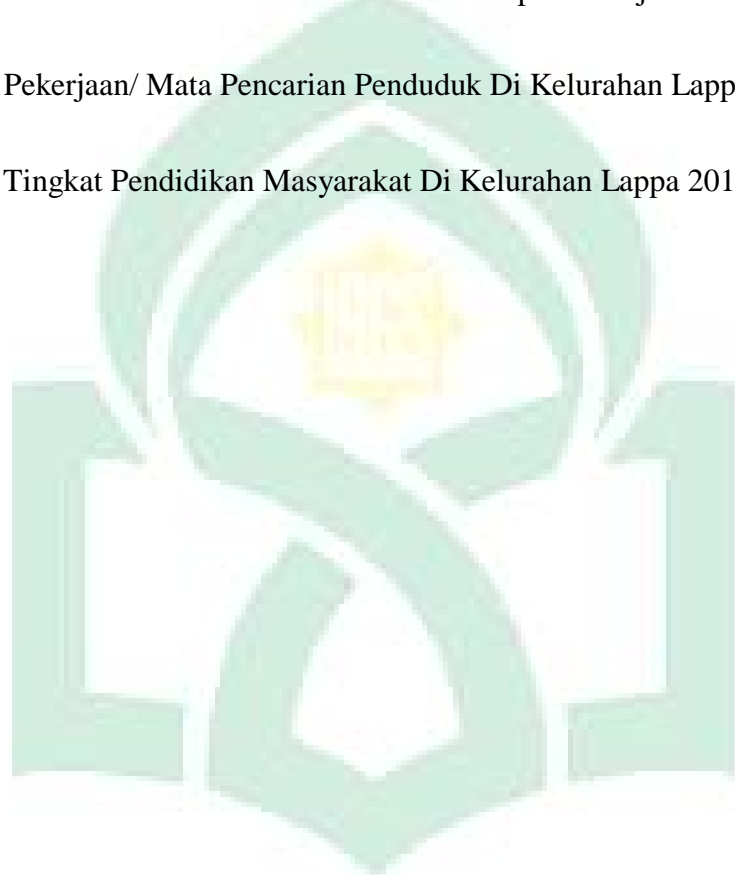 Pekerjaan/ Mata Pencarian Penduduk Di Kelurahan Lapp
Tingkat Pendidikan Masyarakat Di Kelurahan Lappa 201